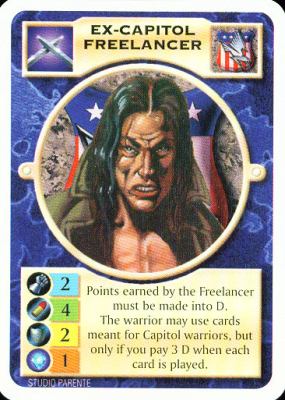 EX-CAPITOL
FREELANCER
2
4
2
1
Points earned by the Freelancer
must be made into D.
The warrior may use cards
meant for Capitol warriors, but
only if you pay 3 D when each
card is played.
STUDIO PARENTE